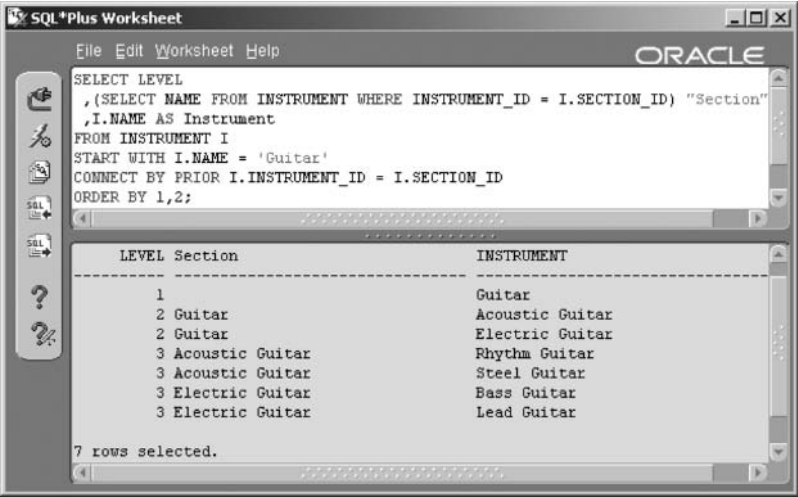 SQL*Plus Worksheet
File Edit Worksheet Help
ORACLE
SELECT LEVEL
,(SELECT NAME FROM INSTRUMENT WHERE INSTRUMENT_ID = I.SECTION_ID) "Section"
,I.NAME AS Instrument
FROM INSTRUMENT I
START WITH I.NAME = 'Guitar'
CONNECT BY PRIOR I.INSTRUMENT_ID = I.SECTION_ID
ORDER BY 1,2;
LEVEL Section INSTRUMENT
1 Guitar
2 Guitar Acoustic Guitar
2 Guitar Electric Guitar
3 Acoustic Guitar Rhythm Guitar
3 Acoustic Guitar Steel Guitar
3 Electric Guitar Bass Guitar
3 Electric Guitar Lead Guitar
7 rows selected.